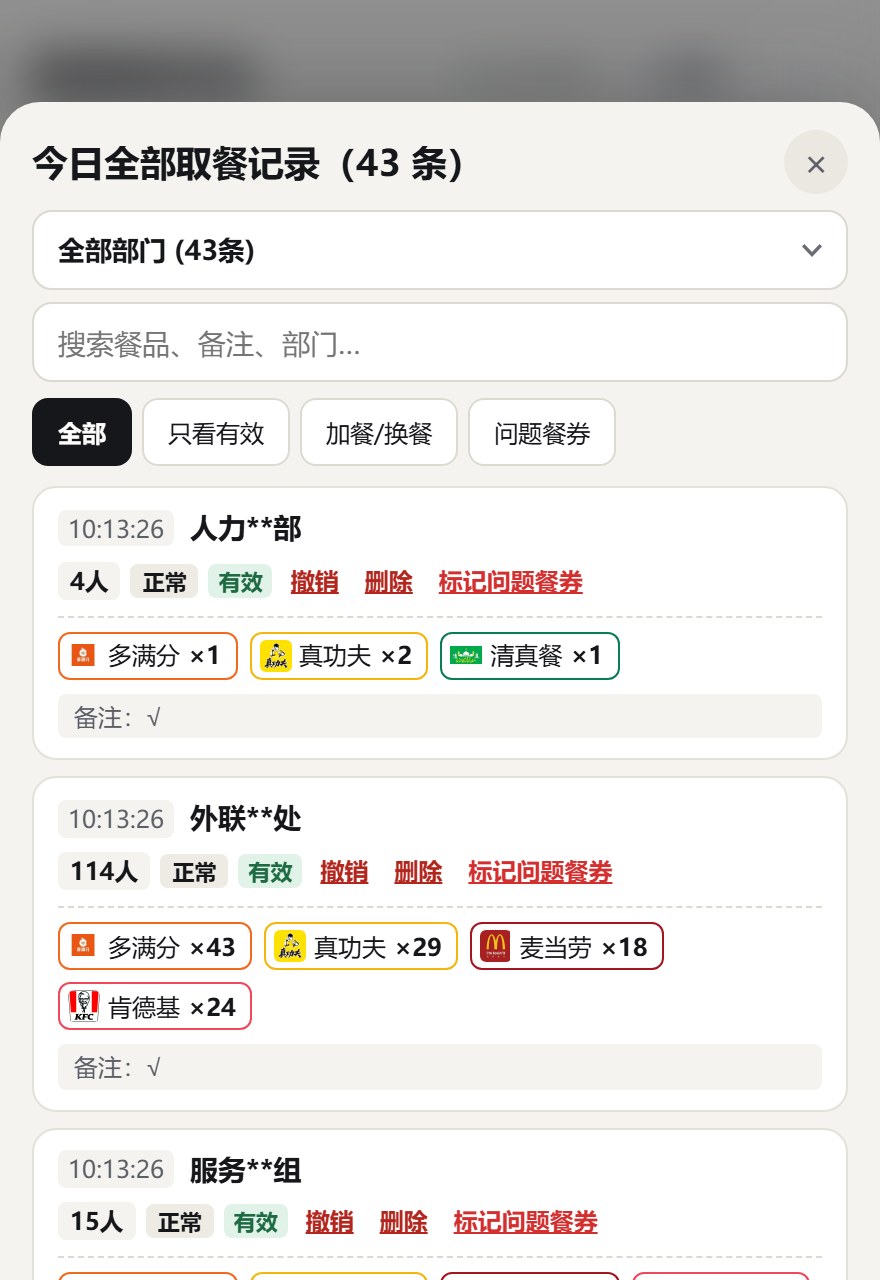 今日全部取餐记录（43 条）
×
全部部门 (43条)
搜索餐品、备注、部门...
全部 只看有效 加餐/换餐 问题餐券
10:13:26 人力**部
4人 正常 有效 撤销 删除 标记问题餐券
多满分 ×1 真功夫 真功夫 ×2 清真餐 ×1
备注：√
10:13:26 外联**处
114人 正常 有效 撤销 删除 标记问题餐券
多满分 ×43 真功夫 真功夫 ×29 麦当劳 ×18
KFC 肯德基 ×24
备注：√
10:13:26 服务**组
15人 正常 有效 撤销 删除 标记问题餐券